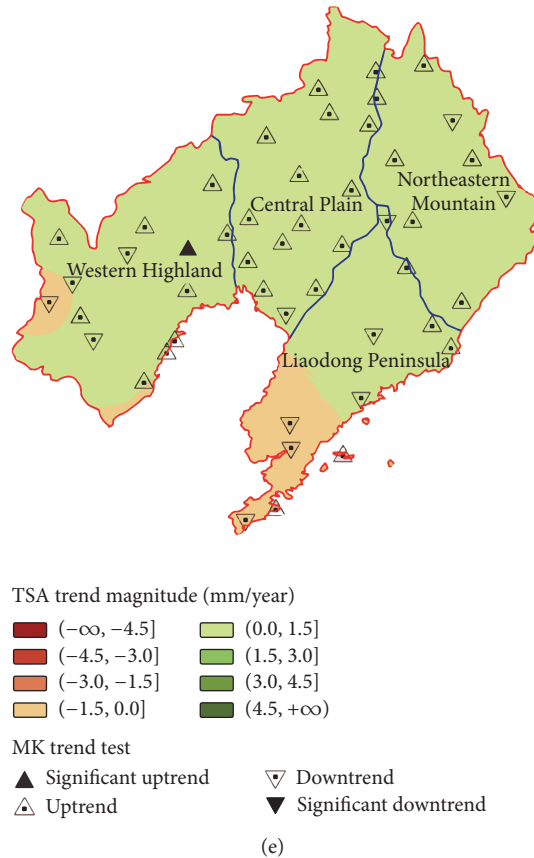 Northeastern
Mountain
Central Plain
Western Highland
Liaodong Peninsula
TSA trend magnitude (mm/year)
(−∞, −4.5]
(0.0, 1.5]
(−4.5, −3.0]
(1.5, 3.0]
(−3.0, −1.5]
(3.0, 4.5]
(−1.5, 0.0]
(4.5, +∞)
MK trend test
Significant uptrend
Downtrend
Uptrend
Significant downtrend
(e)